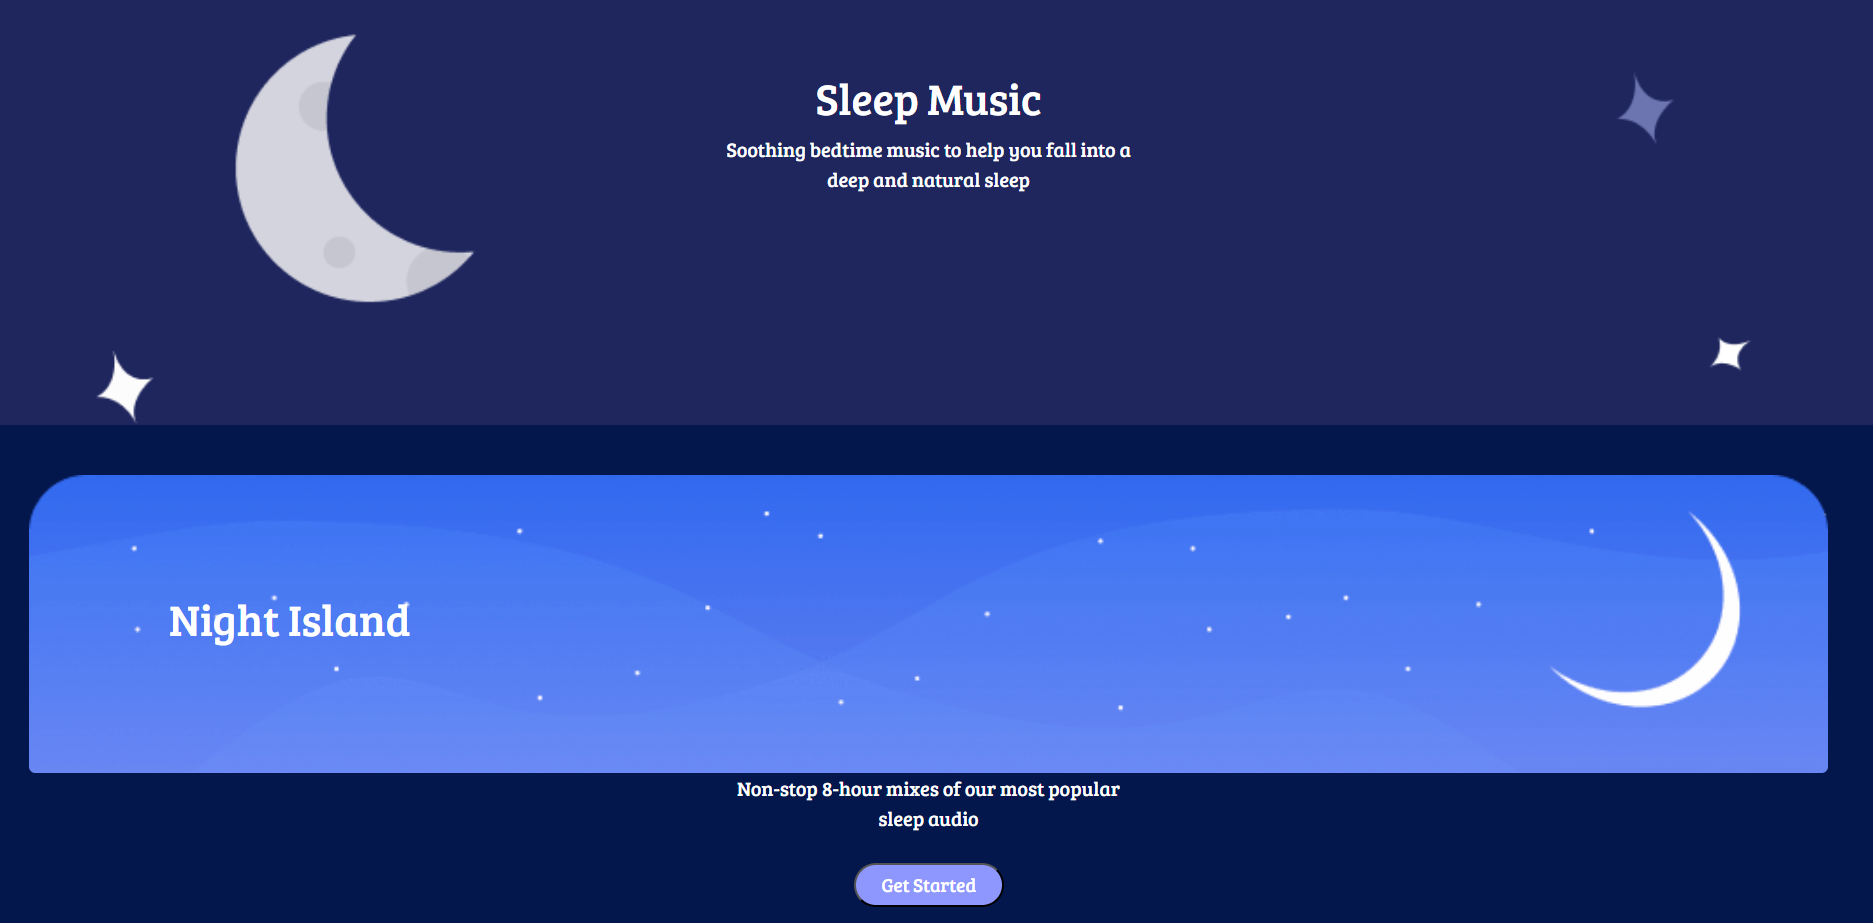 Sleep Music
Soothing bedtime music to help you fall into a
deep and natural sleep
Night Island
Non-stop 8-hour mixes of our most popular
sleep audio
Get Started